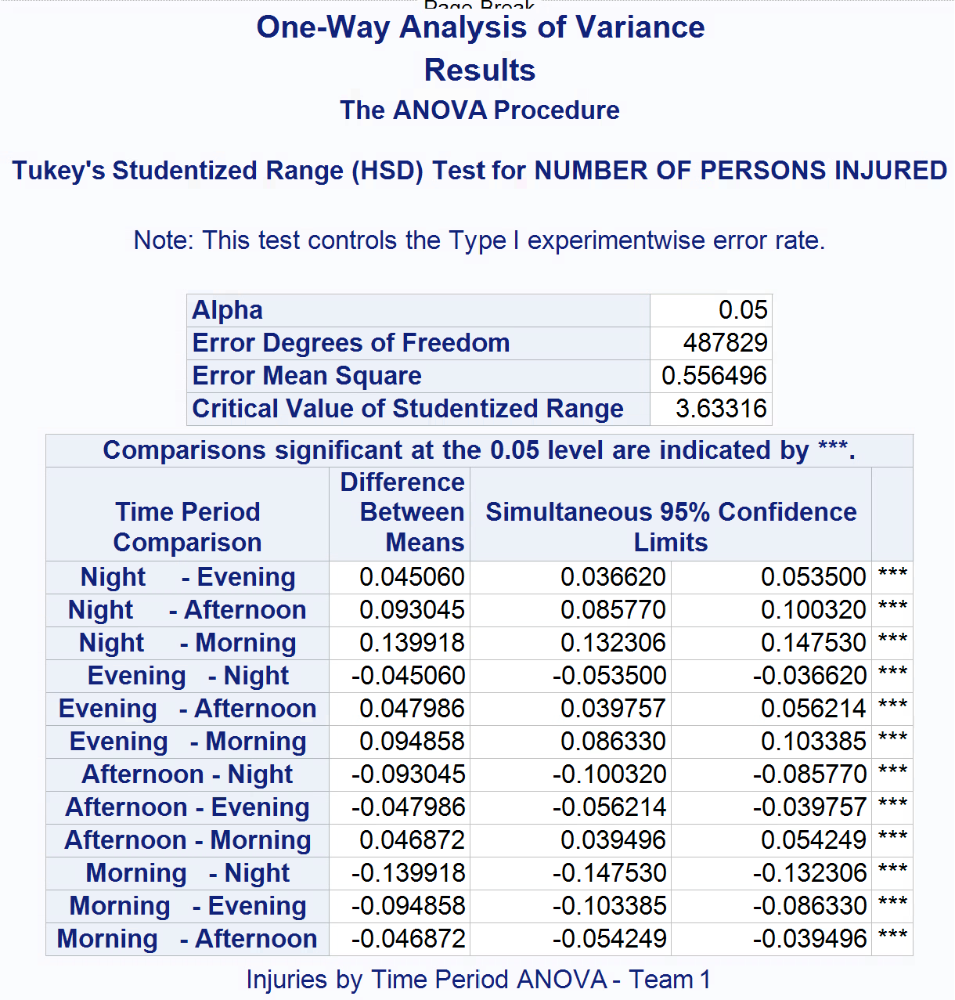 Page Break
One-Way Analysis of Variance
Results
The ANOVA Procedure
Tukey's Studentized Range (HSD) Test for NUMBER OF PERSONS INJURED
Note: This test controls the Type I experimentwise error rate.
Alpha 0.05
Error Degrees of Freedom 487829
Error Mean Square 0.556496
Critical Value of Studentized Range 3.63316
Comparisons significant at the 0.05 level are indicated by ***.
Time Period
Comparison
Difference
Between
Means
Simultaneous 95% Confidence
Limits
Night - Evening 0.045060 0.036620 0.053500 ***
Night - Afternoon 0.093045 0.085770 0.100320 ***
Night - Morning 0.139918 0.132306 0.147530 ***
Evening - Night -0.045060 -0.053500 -0.036620 ***
Evening - Afternoon 0.047986 0.039757 0.056214 ***
Evening - Morning 0.094858 0.086330 0.103385 ***
Afternoon - Night -0.093045 -0.100320 -0.085770 ***
Afternoon - Evening -0.047986 -0.056214 -0.039757 ***
Afternoon - Morning 0.046872 0.039496 0.054249 ***
Morning - Night -0.139918 -0.147530 -0.132306 ***
Morning - Evening -0.094858 -0.103385 -0.086330 ***
Morning - Afternoon -0.046872 -0.054249 -0.039496 ***
Injuries by Time Period ANOVA - Team 1